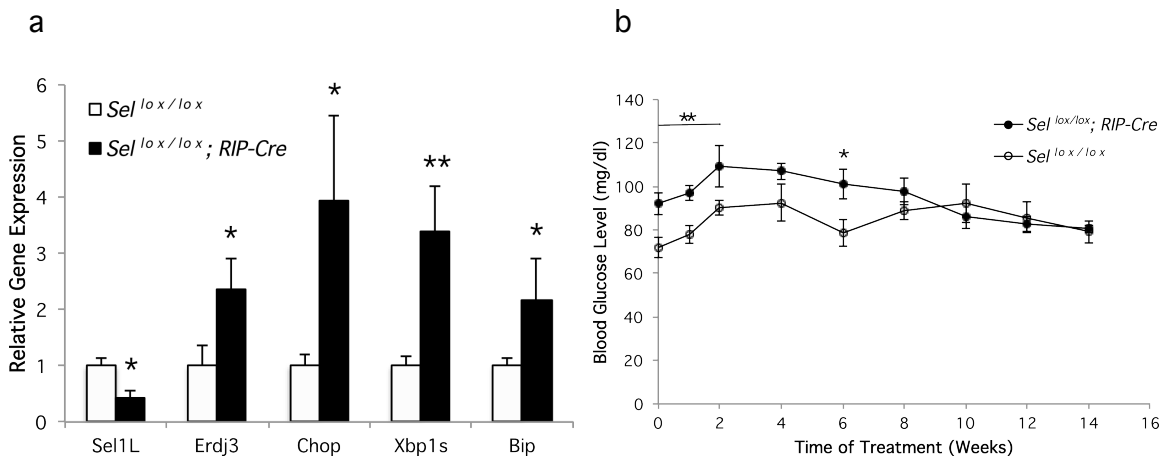 a
Relative Gene Expression
6
5
4
3
2
1
0
Sel lox/lox
Sel lox/lox; RIP-Cre
*
*
*
**
*
Sel1L Erdj3 Chop Xbp1s Bip
b
Blood Glucose Level (mg/dl)
140
120
100
80
60
40
20
0
**
*
Sel lox/lox; RIP-Cre
Sel lox/lox
0 2 4 6 8 10 12 14 16
Time of Treatment (Weeks)